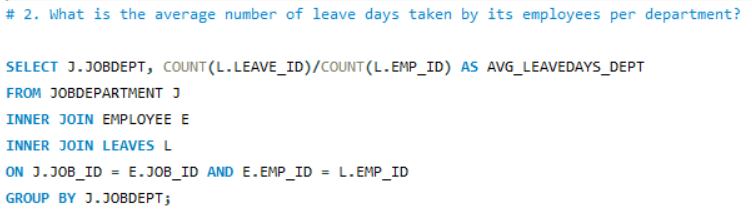 # 2. What is the average number of leave days taken by its employees per department?
SELECT J.JOBDEPT, COUNT(L.LEAVE_ID)/COUNT(L.EMP_ID) AS AVG_LEAVEDAYS_DEPT
FROM JOBDEPARTMENT J
INNER JOIN EMPLOYEE E
INNER JOIN LEAVES L
ON J.JOB_ID = E.JOB_ID AND E.EMP_ID = L.EMP_ID
GROUP BY J.JOBDEPT;